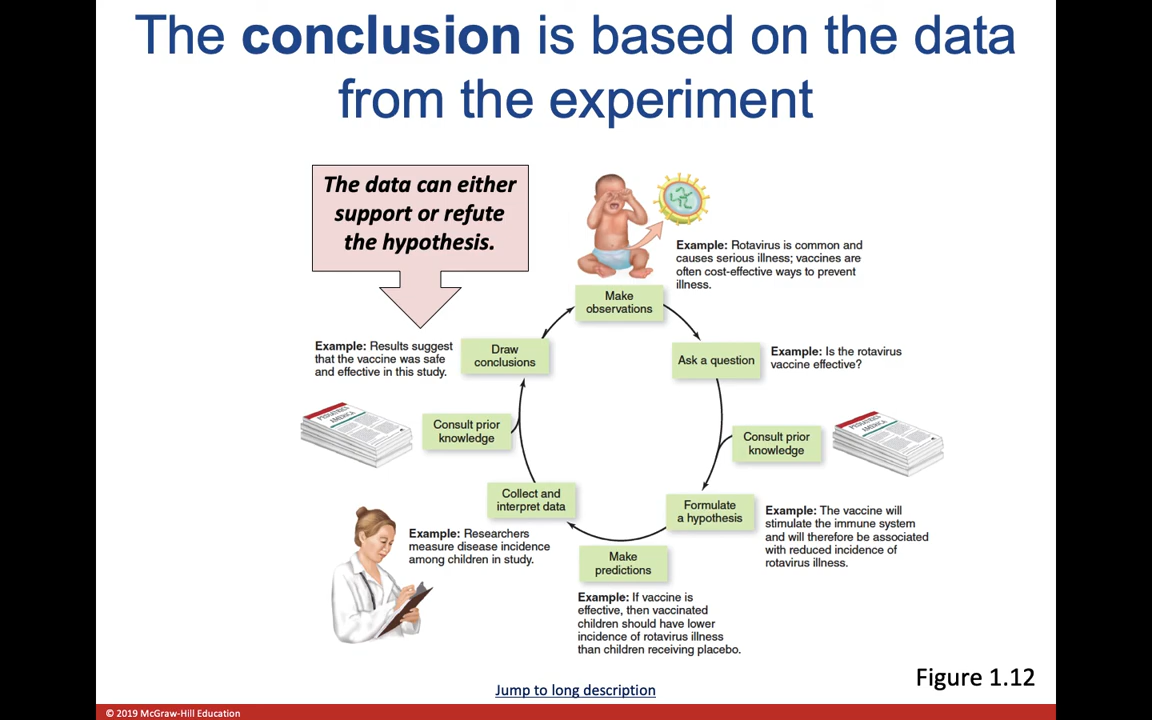 The conclusion is based on the data
from the experiment
The data can either
support or refute
the hypothesis.
Example: Rotavirus is common and
causes serious illness; vaccines are
often cost-effective ways to prevent
illness.
Make
observations
Ask a question
Example: Is the rotavirus
vaccine effective?
Consult prior
knowledge
PEDIATRICS
AMERICA
Formulate
a hypothesis
Example: The vaccine will
stimulate the immune system
and will therefore be associated
with reduced incidence of
rotavirus illness.
Make
predictions
Example: If vaccine is
effective, then vaccinated
children should have lower
incidence of rotavirus illness
than children receiving placebo.
Collect and
interpret data
Example: Researchers
measure disease incidence
among children in study.
Consult prior
knowledge
PEDIATRICS
AMERICA
Draw
conclusions
Example: Results suggest
that the vaccine was safe
and effective in this study.
Figure 1.12
Jump to long description
© 2019 McGraw-Hill Education